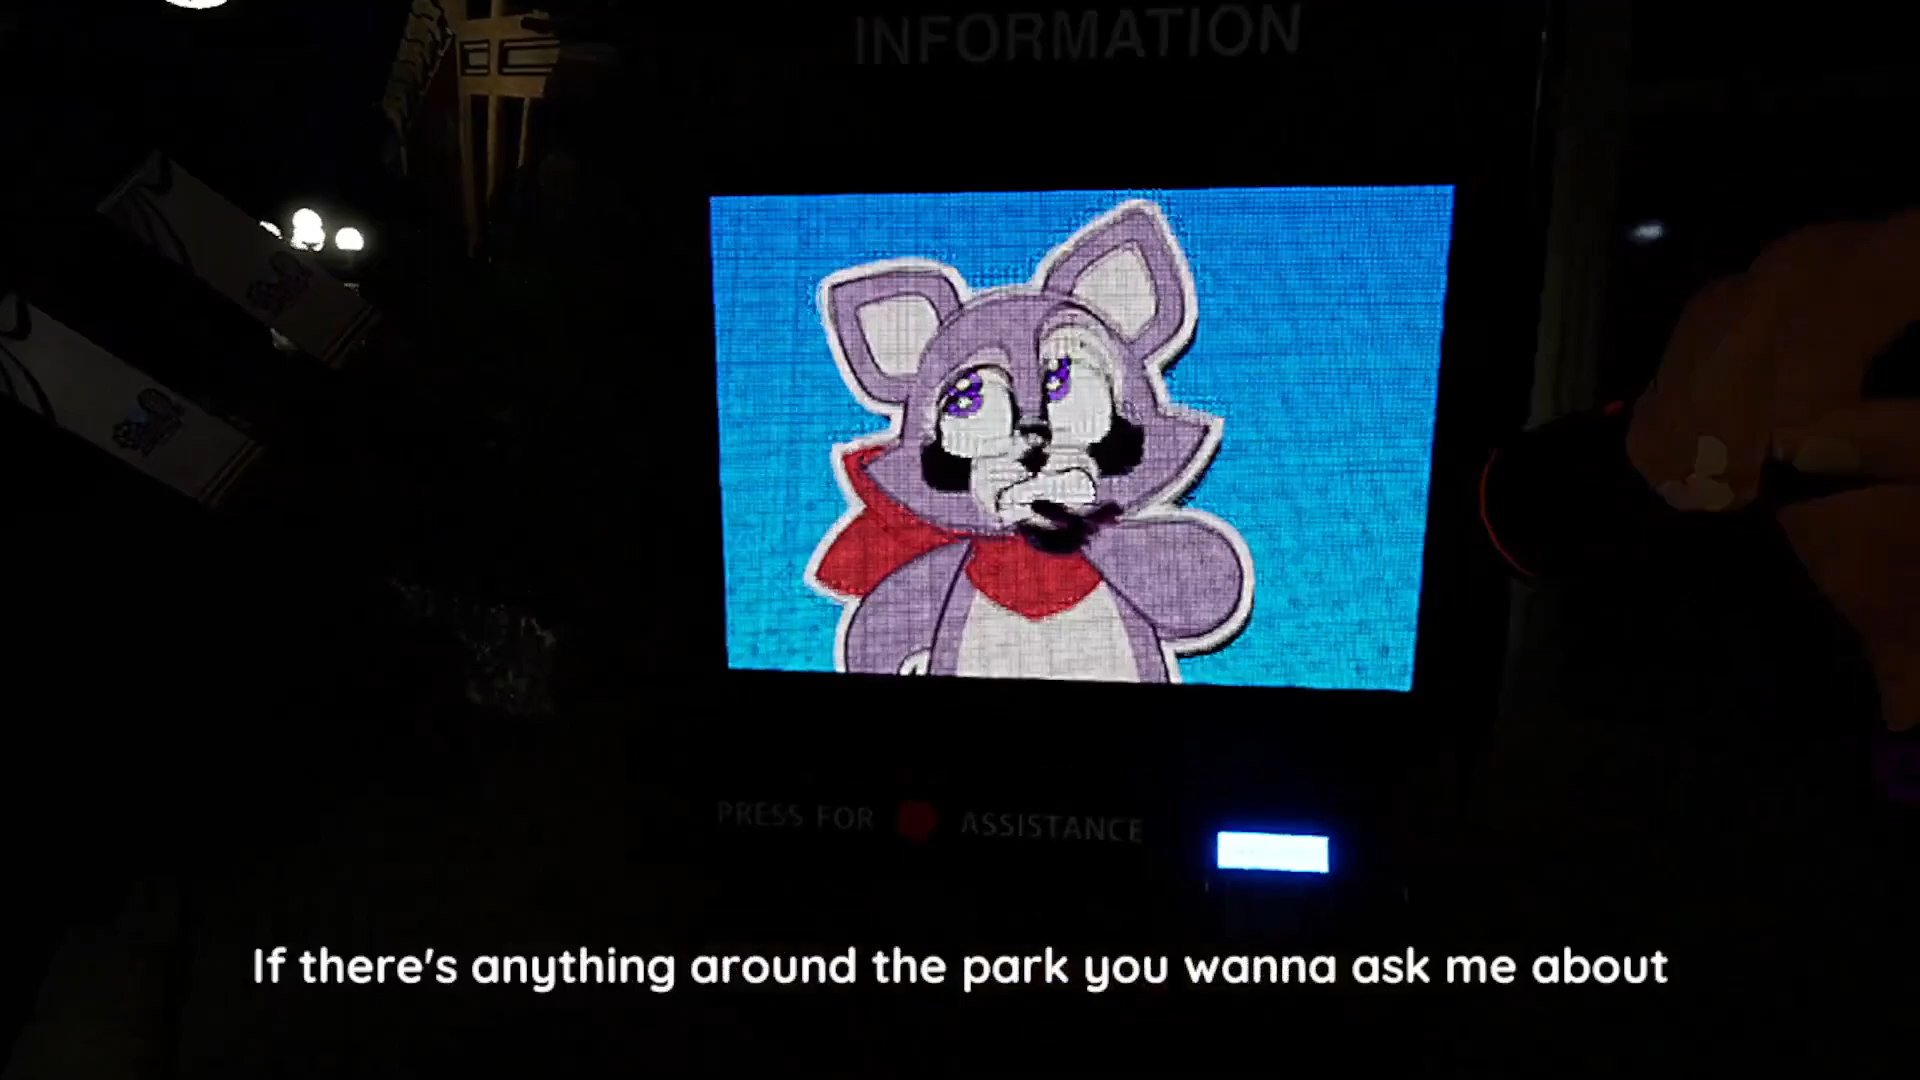 INFORMATION
PRESS FOR ASSISTANCE
If there's anything around the park you wanna ask me about